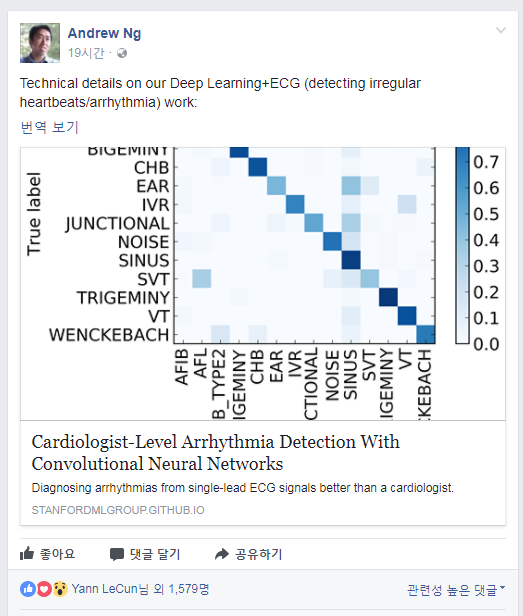 Andrew Ng
19시간 ·
Technical details on our Deep Learning+ECG (detecting irregular
heartbeats/arrhythmia) work:
번역 보기
True label
BIGEMINY
CHB
EAR
IVR
JUNCTIONAL
NOISE
SINUS
SVT
TRIGEMINY
VT
WENCKEBACH
0.7
0.6
0.5
0.4
0.3
0.2
0.1
0.0
AFIB
AFL
B_TYPE2
IGEMINY
CHB
EAR
IVR
CTIONAL
NOISE
SINUS
SVT
IGEMINY
VT
CKEBACH
Cardiologist-Level Arrhythmia Detection With
Convolutional Neural Networks
Diagnosing arrhythmias from single-lead ECG signals better than a cardiologist.
STANFORDMLGROUP.GITHUB.IO
좋아요 댓글 달기 공유하기
Yann LeCun님 외 1,579명 관련성 높은 댓글